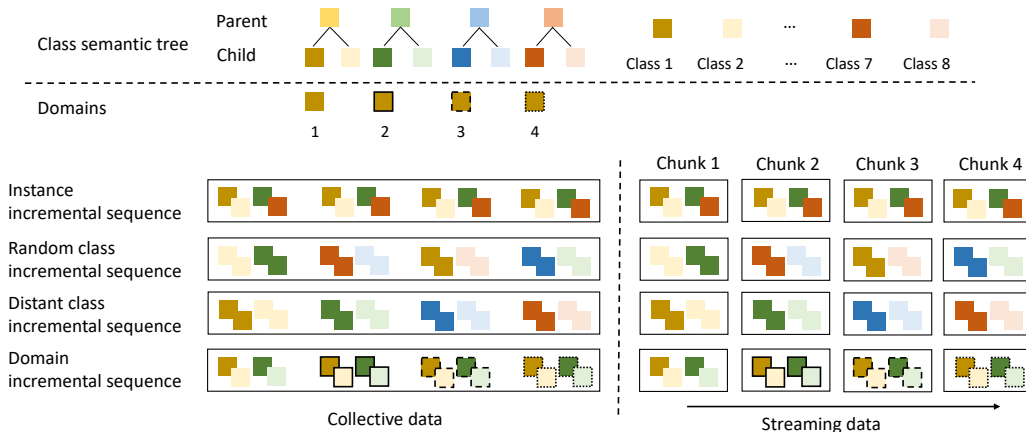 Parent
Class semantic tree
Child
Class 1 Class 2 ... Class 7 Class 8
...
Domains
1 2 3 4
Chunk 1 Chunk 2 Chunk 3 Chunk 4
Instance
incremental sequence
Random class
incremental sequence
Distant class
incremental sequence
Domain
incremental sequence
Collective data
Streaming data